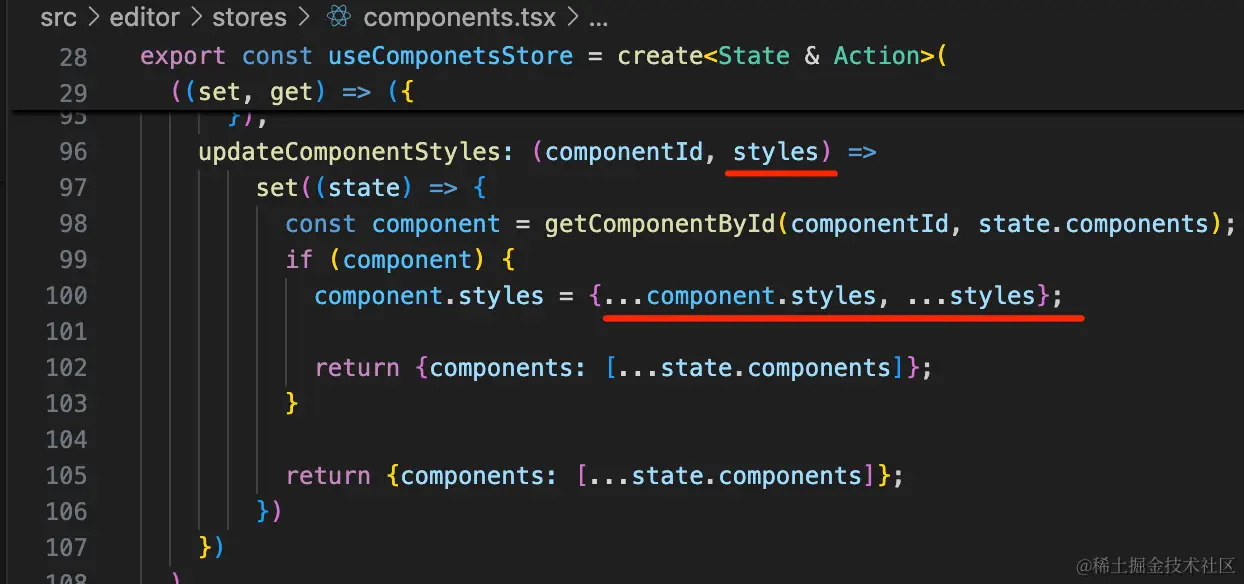 src > editor > stores > components.tsx > ...
28 export const useComponetsStore = create<State & Action>(
29 ((set, get) => ({
95 }),
96 updateComponentStyles: (componentId, styles) =>
97 set((state) => {
98 const component = getComponentById(componentId, state.components);
99 if (component) {
100 component.styles = {...component.styles, ...styles};
101
102 return {components: [...state.components]};
103 }
104
105 return {components: [...state.components]};
106 })
107 })
108 )
@稀土掘金技术社区